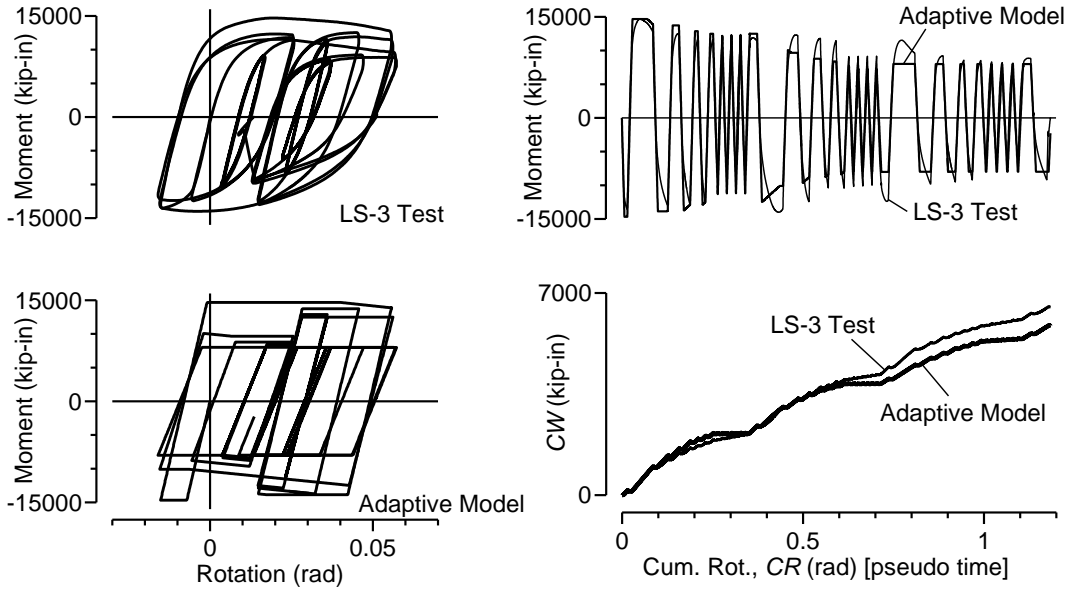 15000
0
-15000
Moment (kip-in)
LS-3 Test
15000
0
-15000
Moment (kip-in)
Adaptive Model
LS-3 Test
15000
0
-15000
Moment (kip-in)
Adaptive Model
0
0.05
Rotation (rad)
7000
0
CW (kip-in)
LS-3 Test
Adaptive Model
0
0.5
1
Cum. Rot., CR (rad) [pseudo time]